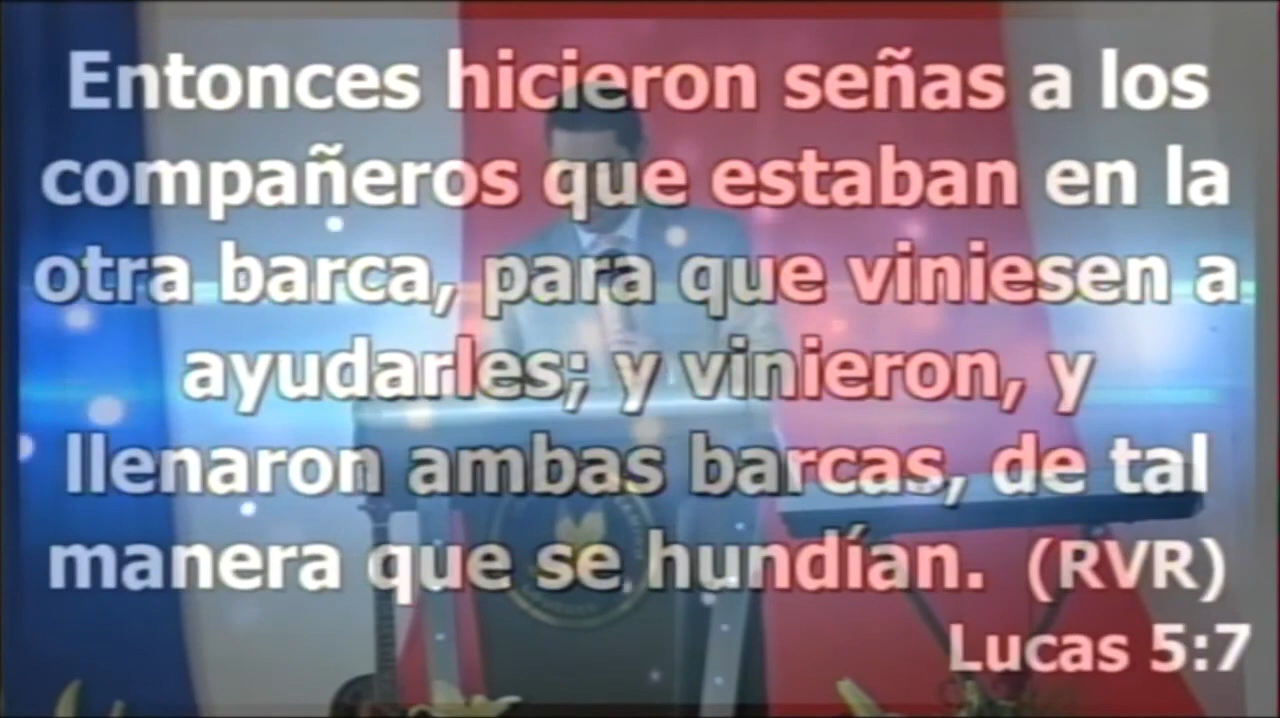 Entonces hicieron señas a los
compañeros que estaban en la
otra barca, para que viniesen a
ayudarles; y vinieron, y
llenaron ambas barcas, de tal
manera que se hundían. (RVR)
Lucas 5:7